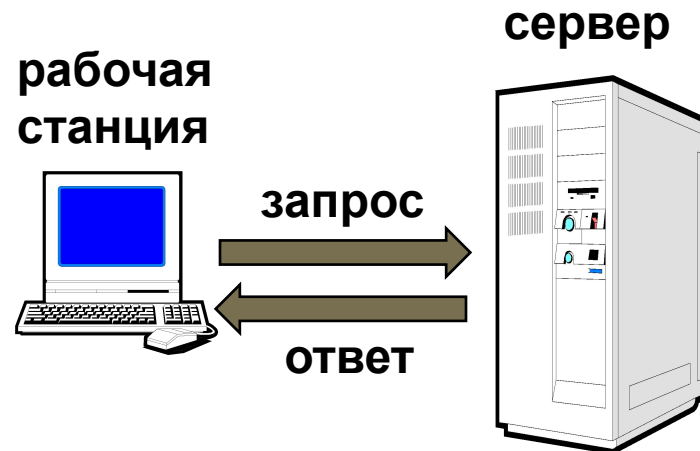 сервер
рабочая
станция
запрос
ответ